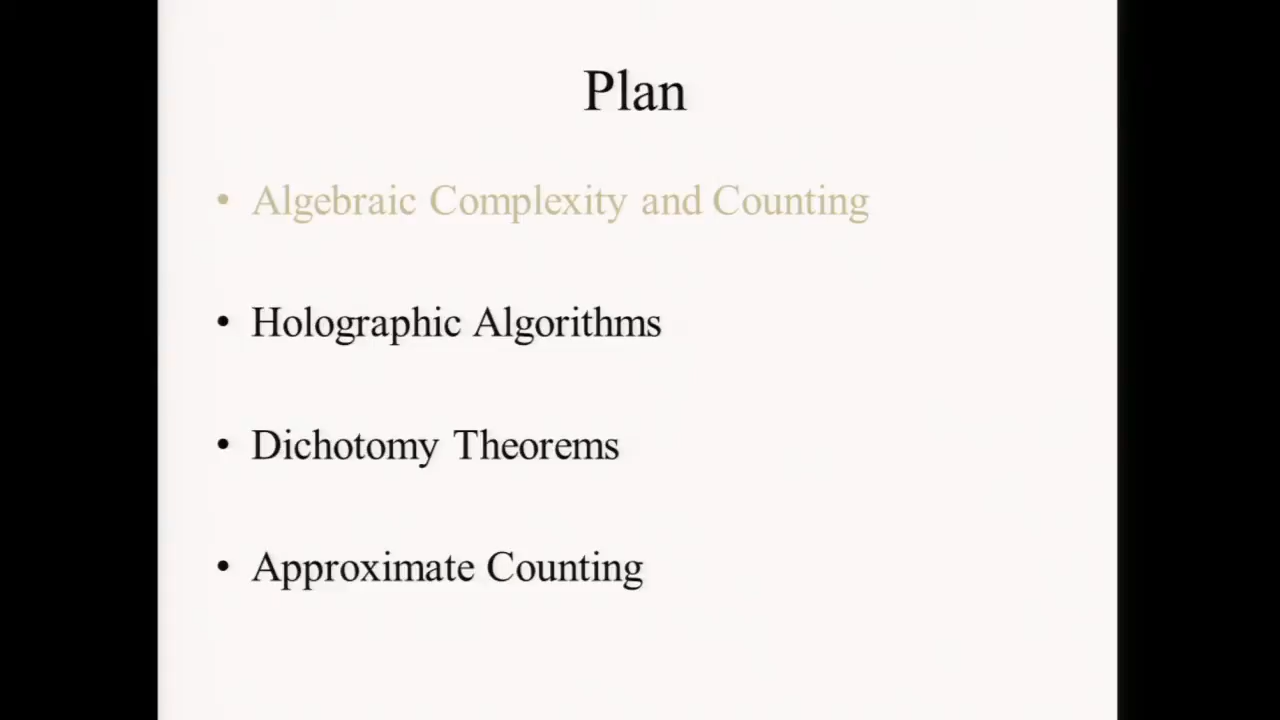 Plan
• Algebraic Complexity and Counting
• Holographic Algorithms
• Dichotomy Theorems
• Approximate Counting